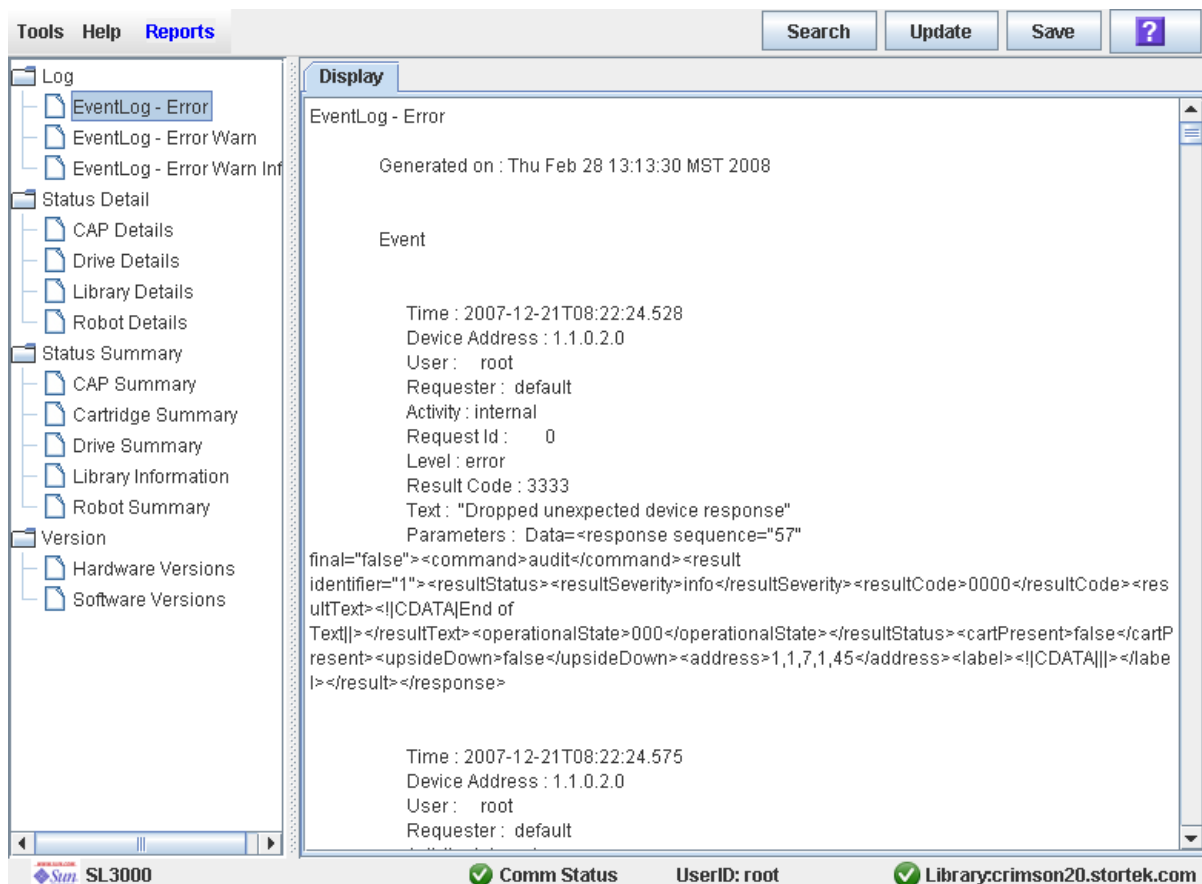 Tools Help Reports
Search Update Save ?
Log
EventLog - Error
EventLog - Error Warn
EventLog - Error Warn Inf
Status Detail
CAP Details
Drive Details
Library Details
Robot Details
Status Summary
CAP Summary
Cartridge Summary
Drive Summary
Library Information
Robot Summary
Version
Hardware Versions
Software Versions
Display
EventLog - Error
Generated on : Thu Feb 28 13:13:30 MST 2008
Event
Time : 2007-12-21T08:22:24.528
Device Address : 1.1.0.2.0
User : root
Requester : default
Activity : internal
Request Id : 0
Level : error
Result Code : 3333
Text : "Dropped unexpected device response"
Parameters : Data=<response sequence="57"
final="false"><command>audit</command><result
identifier="1"><resultStatus><resultSeverity>info</resultSeverity><resultCode>0000</resultCode><res
ultText><!|CDATA|End of
Text||></resultText><operationalState>000</operationalState></resultStatus><cartPresent>false</cartP
resent><upsideDown>false</upsideDown><address>1,1,7,1,45</address><label><!|CDATA|||></labe
l></result></response>
Time : 2007-12-21T08:22:24.575
Device Address : 1.1.0.2.0
User : root
Requester : default
Sun SL3000 Comm Status UserID: root Library:crimson20.stortek.com